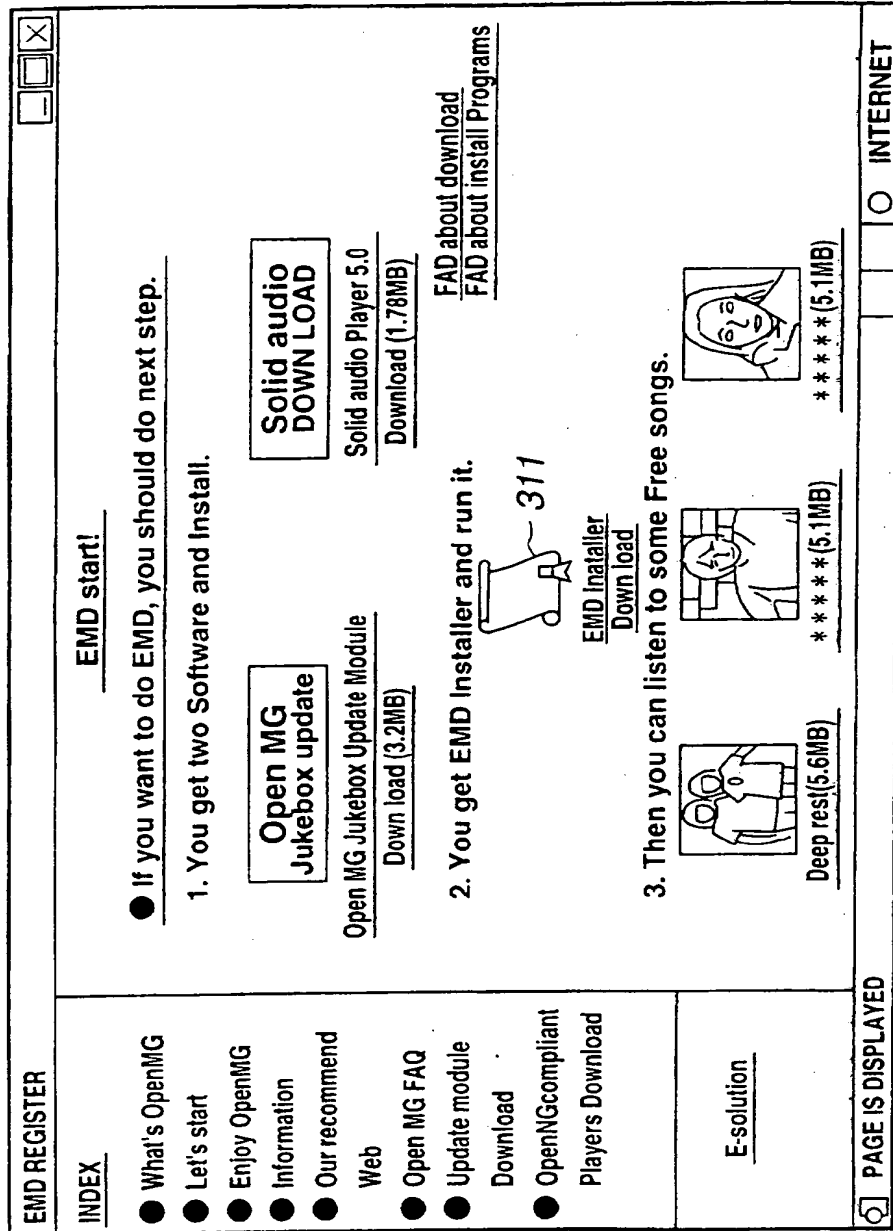 EMD REGISTER
INDEX
● What's OpenMG
● Let's start
● Enjoy OpenMG
● Information
● Our recommend
Web
● Open MG FAQ
● Update module
Download
● OpenNGcompliant
Players Download
E-solution
EMD start!
● If you want to do EMD, you should do next step.
1. You get two Software and Install.
Open MG
Jukebox update
Open MG Jukebox Update Module
Down load (3.2MB)
Solid audio
DOWN LOAD
Solid audio Player 5.0
Download (1.78MB)
FAD about download
FAD about install Programs
2. You get EMD Installer and run it.
311
EMD Inataller
Down load
3. Then you can listen to some Free songs.
Deep rest(5.6MB)
*****(5.1MB)
*****(5.1MB)
PAGE IS DISPLAYED
INTERNET